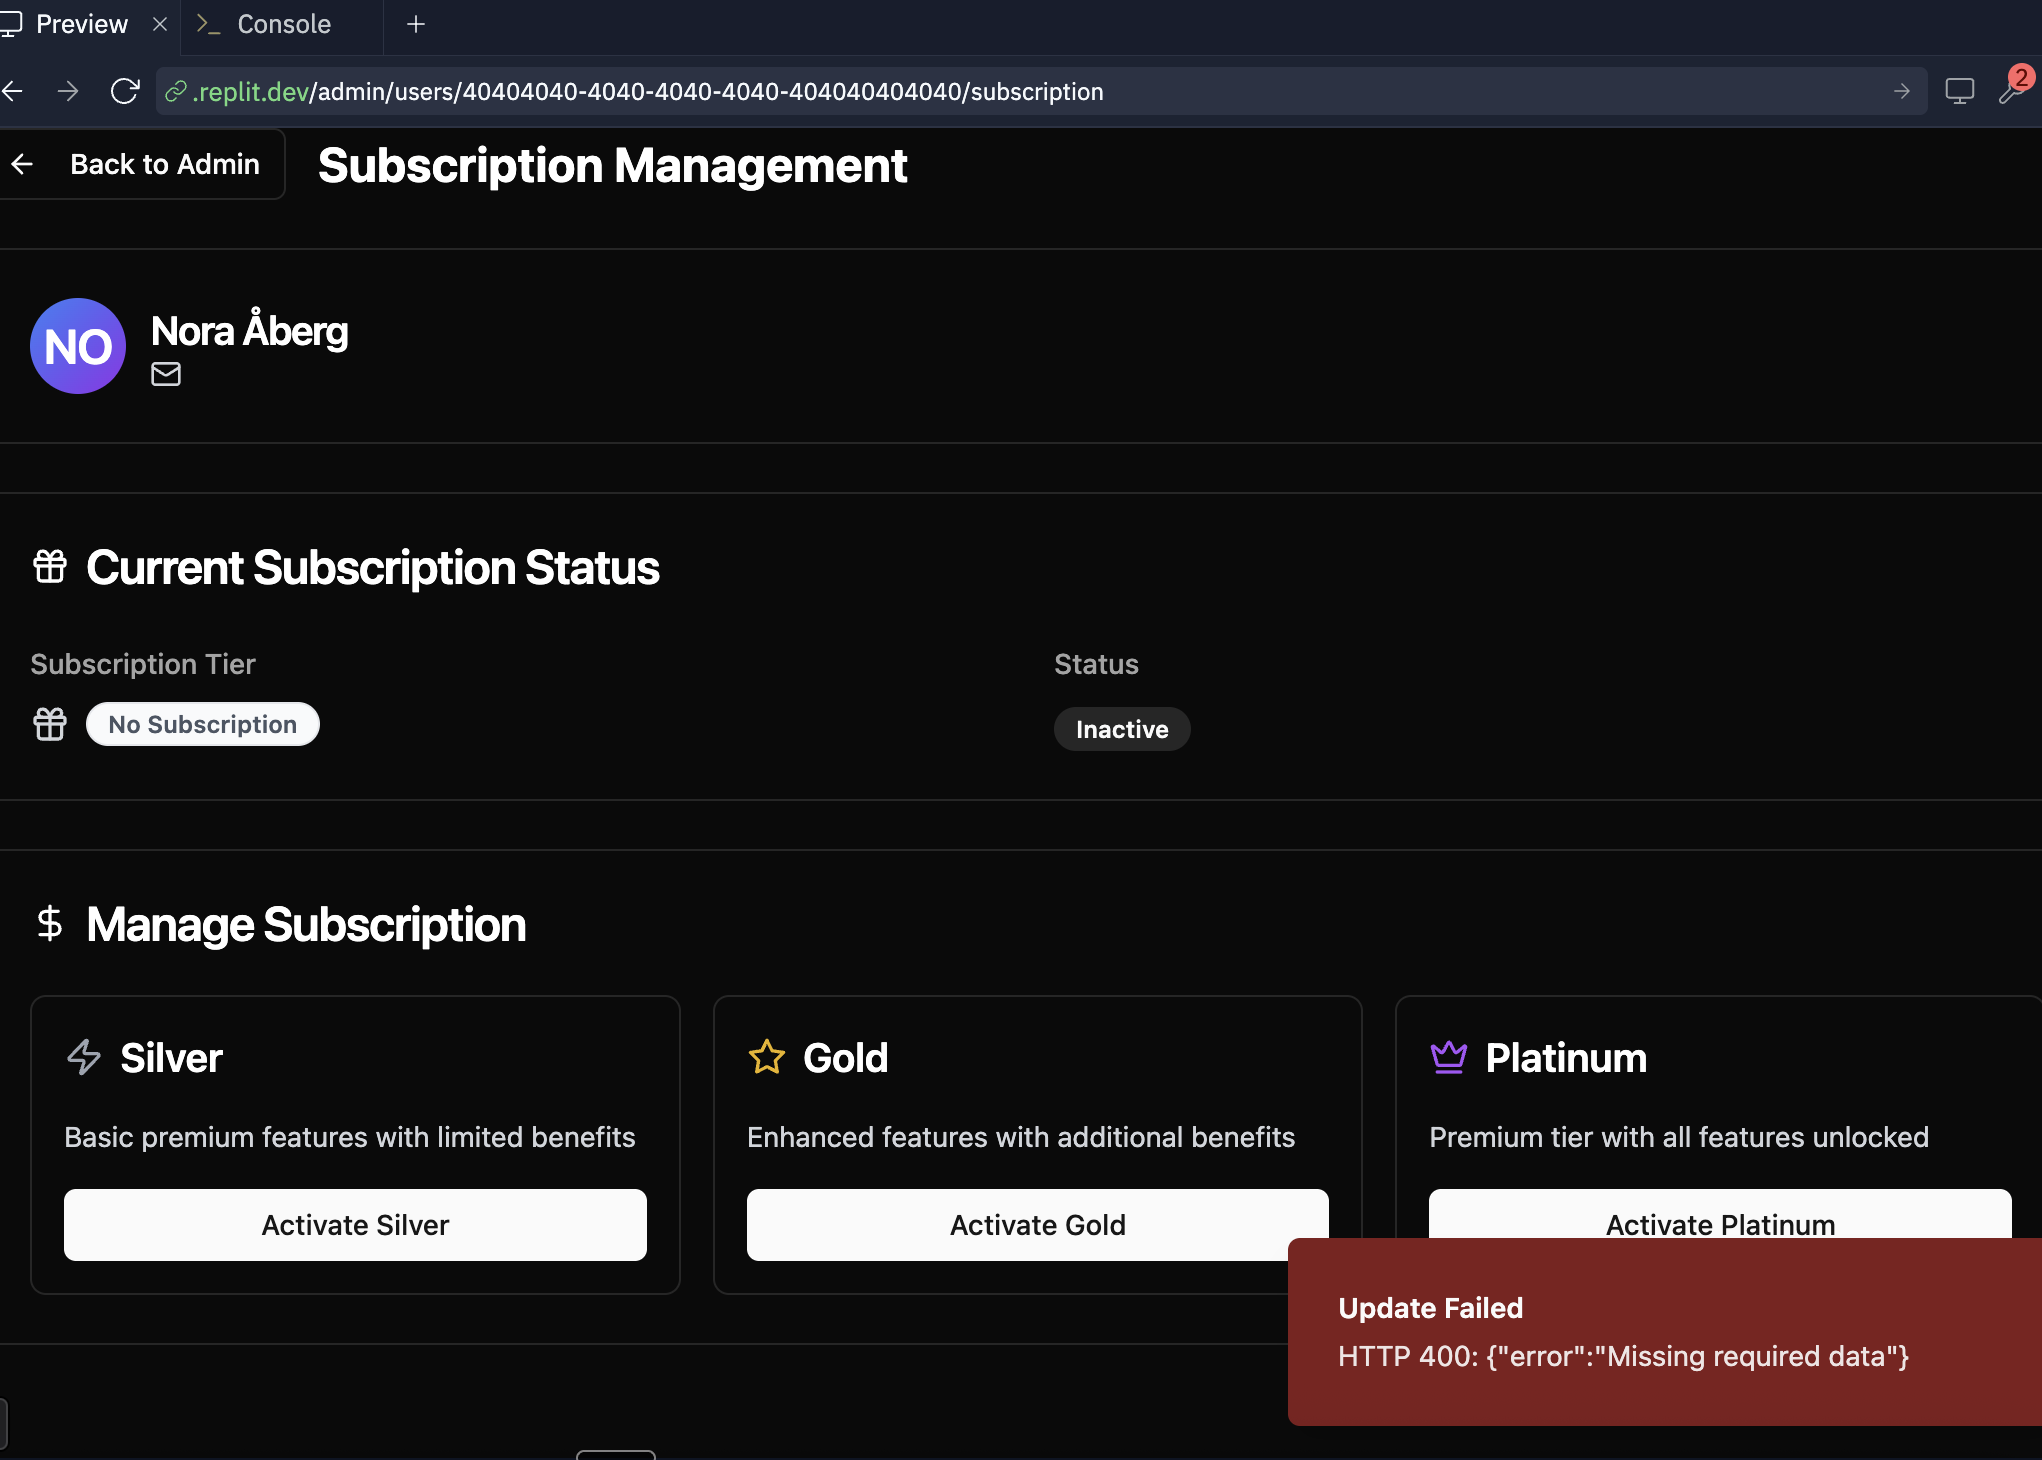 Preview
Console
.replit.dev/admin/users/40404040-4040-4040-4040-404040404040/subscription
2
Back to Admin
Subscription Management
NO
Nora Åberg
Current Subscription Status
Subscription Tier
Status
No Subscription
Inactive
Manage Subscription
Silver
Gold
Platinum
Basic premium features with limited benefits
Enhanced features with additional benefits
Premium tier with all features unlocked
Activate Silver
Activate Gold
Activate Platinum
Update Failed
HTTP 400: {"error":"Missing required data"}